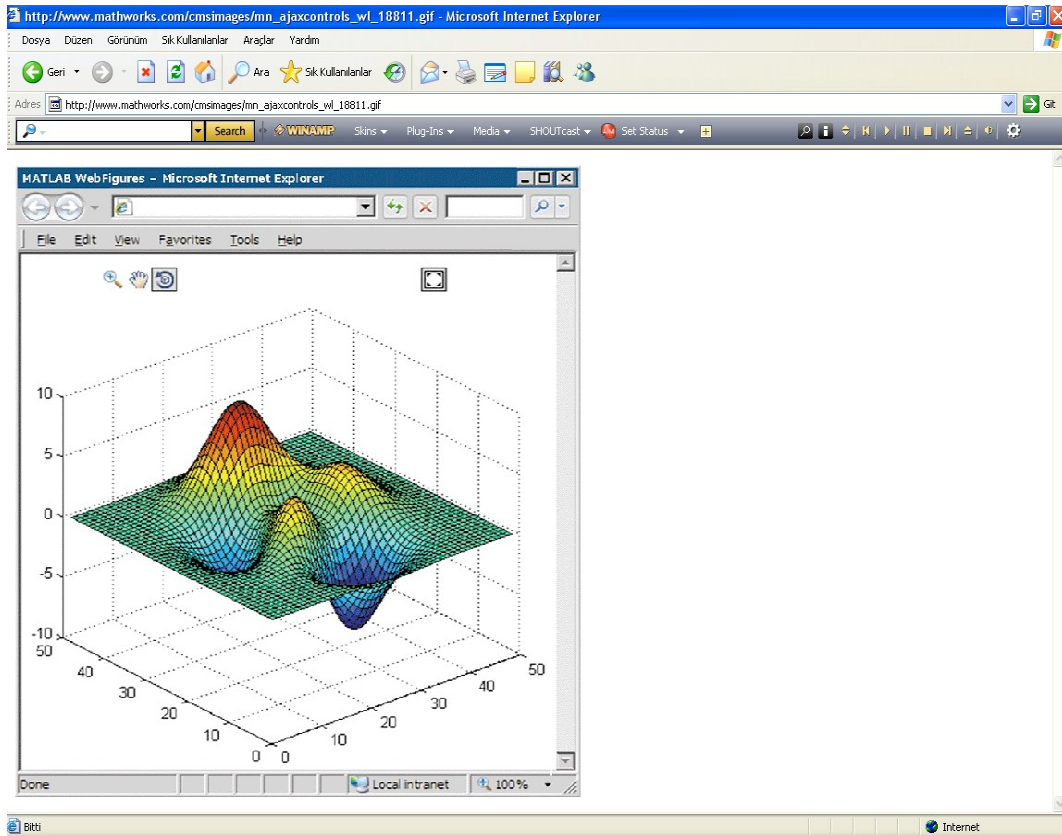 http://www.mathworks.com/cmsimages/mn_ajaxcontrols_wl_18811.gif - Microsoft Internet Explorer
Dosya Düzen Görünüm Sık Kullanılanlar Araçlar Yardım
Geri Ara Sık Kullanılanlar
Adres http://www.mathworks.com/cmsimages/mn_ajaxcontrols_wl_18811.gif Git
Search WINAMP Skins Plug-Ins Media SHOUTcast Set Status
MATLAB WebFigures - Microsoft Internet Explorer
File Edit View Favorites Tools Help
10
5
0
-5
-10
50
40
30
20
10
0
0
10
20
30
40
50
Done Local intranet 100%
Bitti Internet